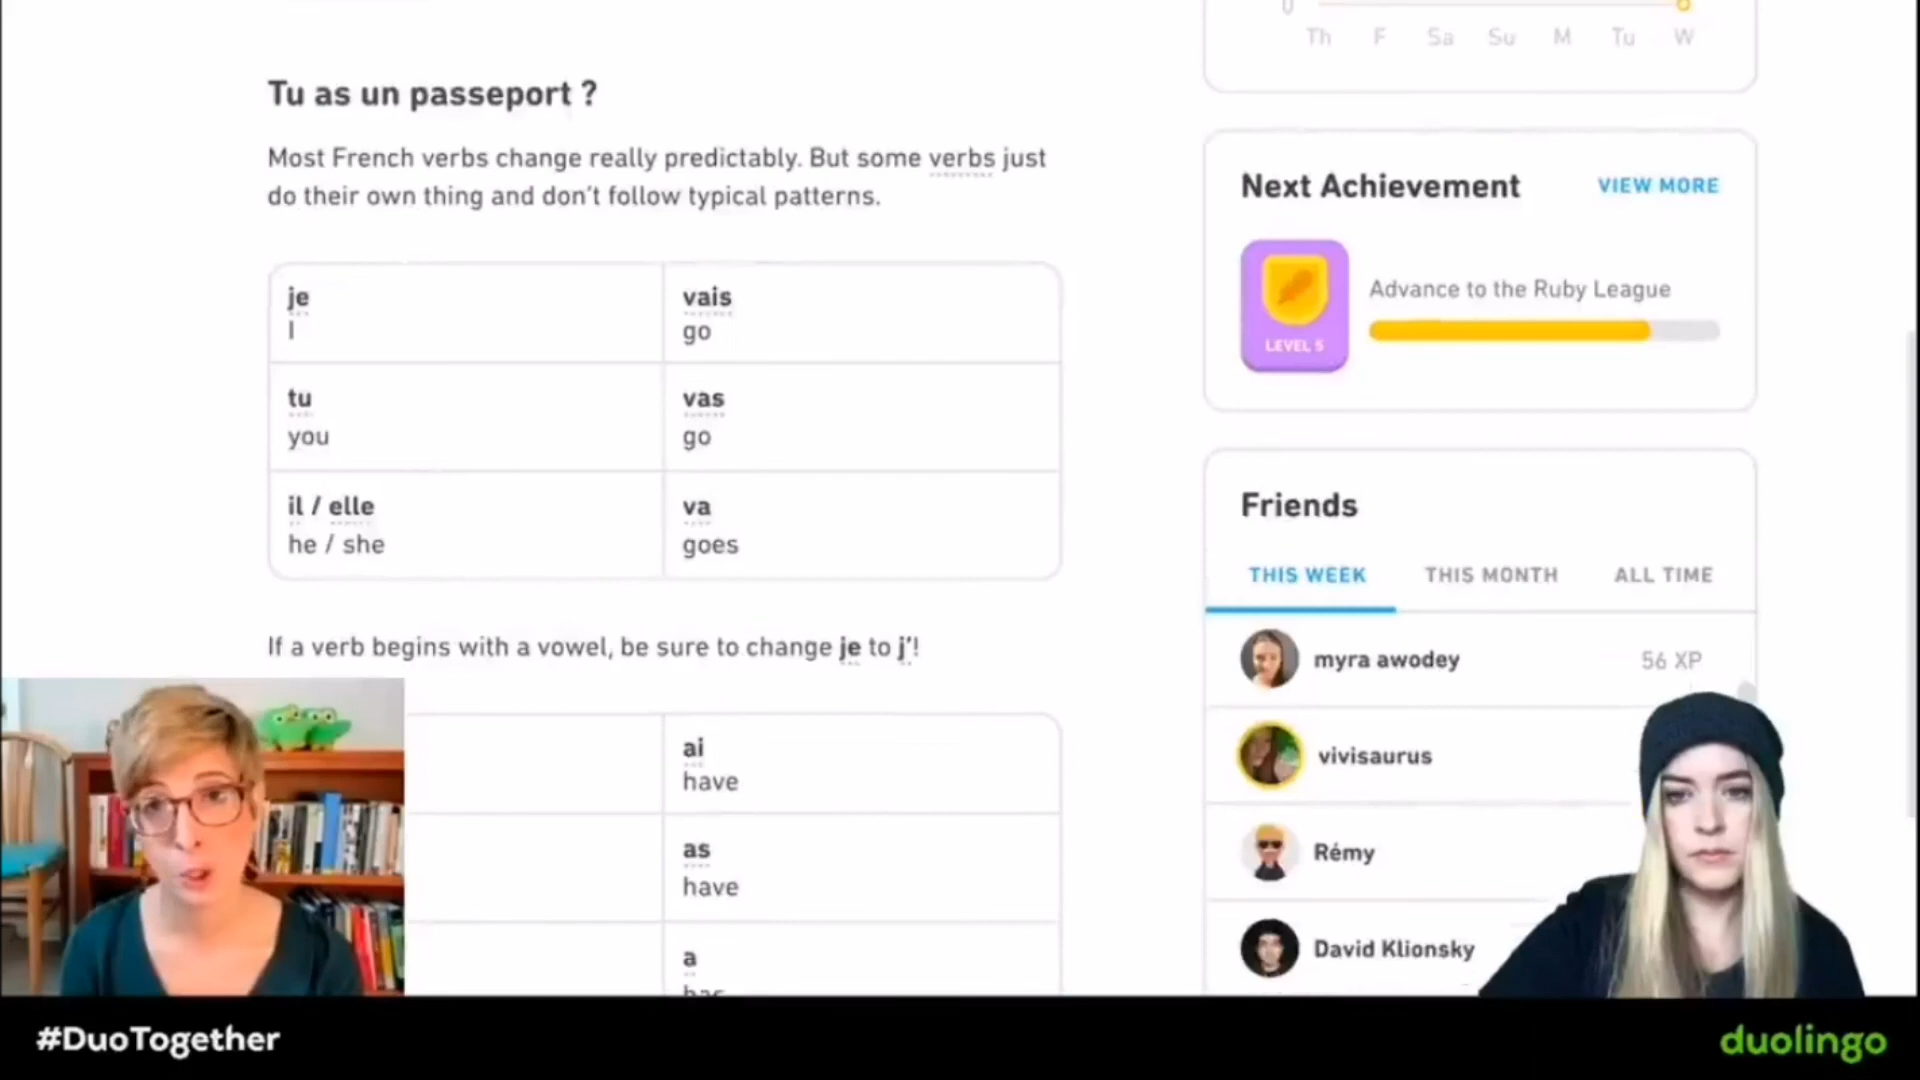 Th F Sa Su M Tu W
Tu as un passeport ?
Most French verbs change really predictably. But some verbs just
do their own thing and don't follow typical patterns.
je
I
vais
go
tu
you
vas
go
il / elle
he / she
va
goes
If a verb begins with a vowel, be sure to change je to j'!
ai
have
as
have
a
Next Achievement
VIEW MORE
LEVEL 5
Advance to the Ruby League
Friends
THIS WEEK
THIS MONTH
ALL TIME
myra awodey
56 XP
vivisaurus
Rémy
David Klionsky
#DuoTogether
duolingo